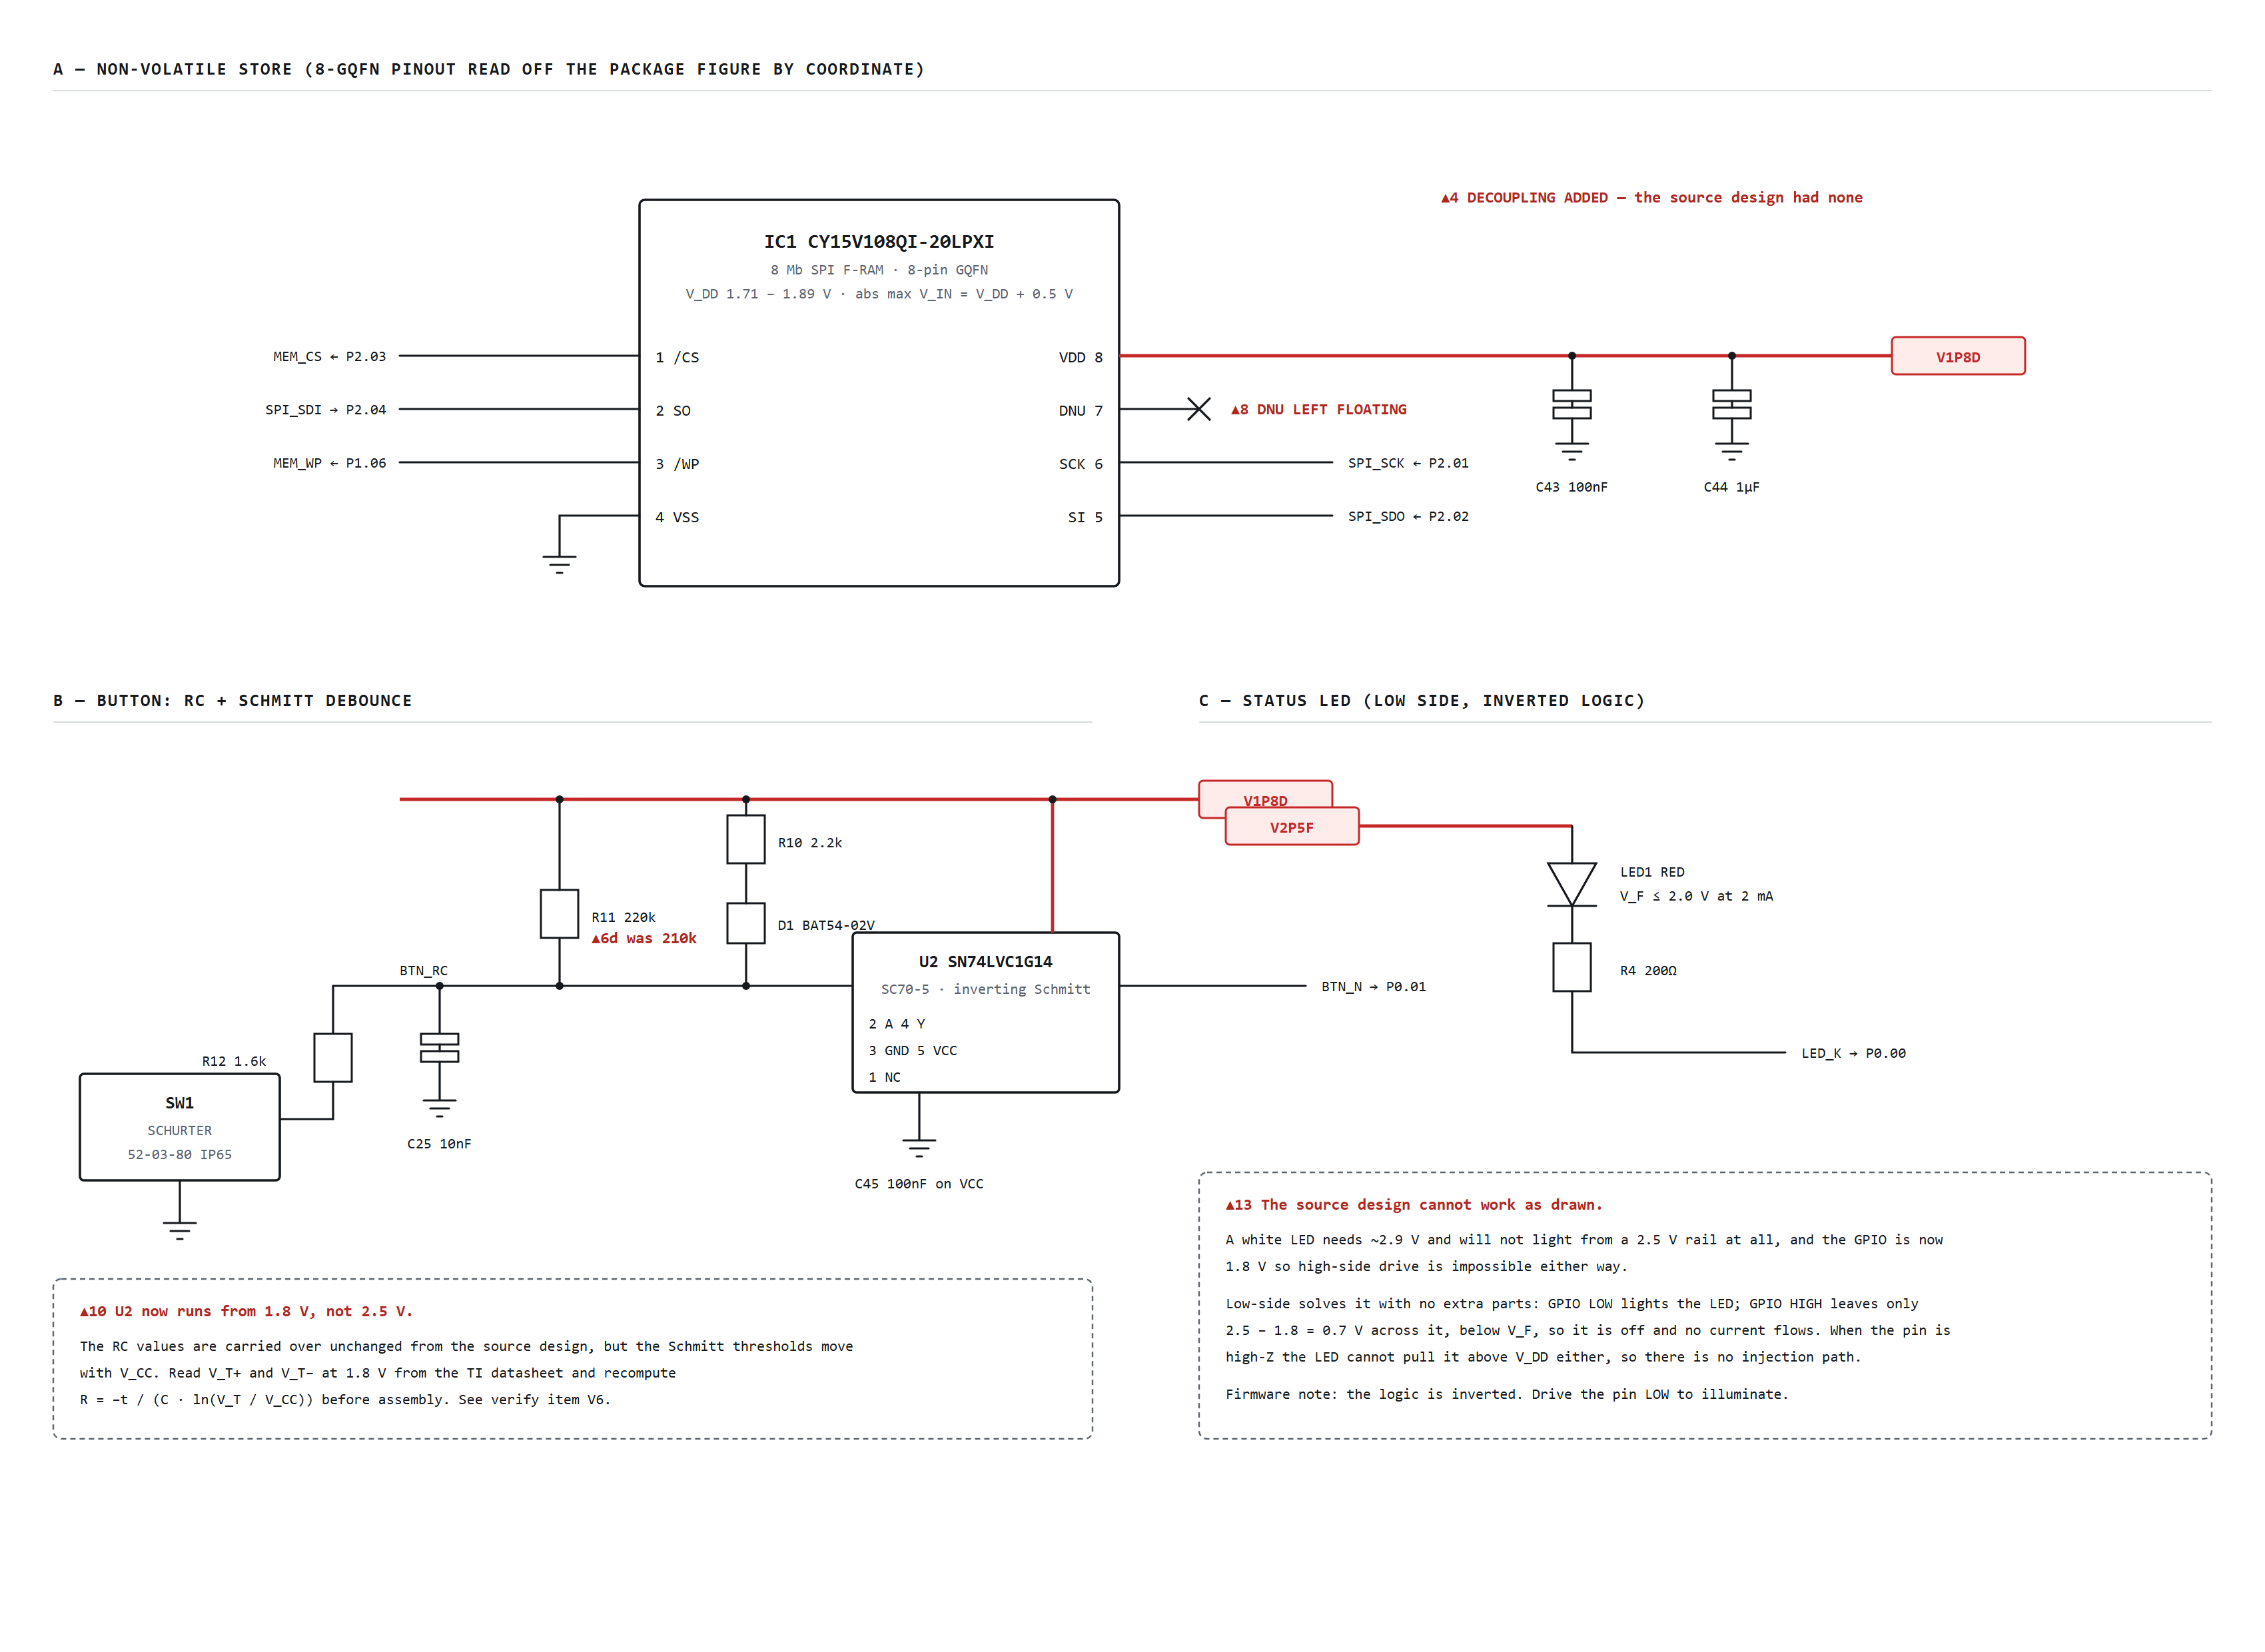 A — NON-VOLATILE STORE (8-GQFN PINOUT READ OFF THE PACKAGE FIGURE BY COORDINATE)
▲4 DECOUPLING ADDED — the source design had none
IC1 CY15V108QI-20LPXI
8 Mb SPI F-RAM · 8-pin GQFN
V_DD 1.71 – 1.89 V · abs max V_IN = V_DD + 0.5 V
MEM_CS ← P2.03
1 /CS
VDD 8
V1P8D
SPI_SDI → P2.04
2 SO
DNU 7
▲8 DNU LEFT FLOATING
MEM_WP ← P1.06
3 /WP
SCK 6
SPI_SCK ← P2.01
C43 100nF
C44 1µF
4 VSS
SI 5
SPI_SDO ← P2.02
B — BUTTON: RC + SCHMITT DEBOUNCE
C — STATUS LED (LOW SIDE, INVERTED LOGIC)
V1P8D
V2P5F
R10 2.2k
LED1 RED
V_F ≤ 2.0 V at 2 mA
R11 220k
▲6d was 210k
D1 BAT54-02V
U2 SN74LVC1G14
SC70-5 · inverting Schmitt
BTN_RC
R4 200Ω
BTN_N → P0.01
2 A 4 Y
3 GND 5 VCC
1 NC
LED_K → P0.00
R12 1.6k
SW1
SCHURTER
52-03-80 IP65
C25 10nF
C45 100nF on VCC
▲10 U2 now runs from 1.8 V, not 2.5 V.
The RC values are carried over unchanged from the source design, but the Schmitt thresholds move
with V_CC. Read V_T+ and V_T– at 1.8 V from the TI datasheet and recompute
R = –t / (C · ln(V_T / V_CC)) before assembly. See verify item V6.
▲13 The source design cannot work as drawn.
A white LED needs ~2.9 V and will not light from a 2.5 V rail at all, and the GPIO is now
1.8 V so high-side drive is impossible either way.
Low-side solves it with no extra parts: GPIO LOW lights the LED; GPIO HIGH leaves only
2.5 – 1.8 = 0.7 V across it, below V_F, so it is off and no current flows. When the pin is
high-Z the LED cannot pull it above V_DD either, so there is no injection path.
Firmware note: the logic is inverted. Drive the pin LOW to illuminate.